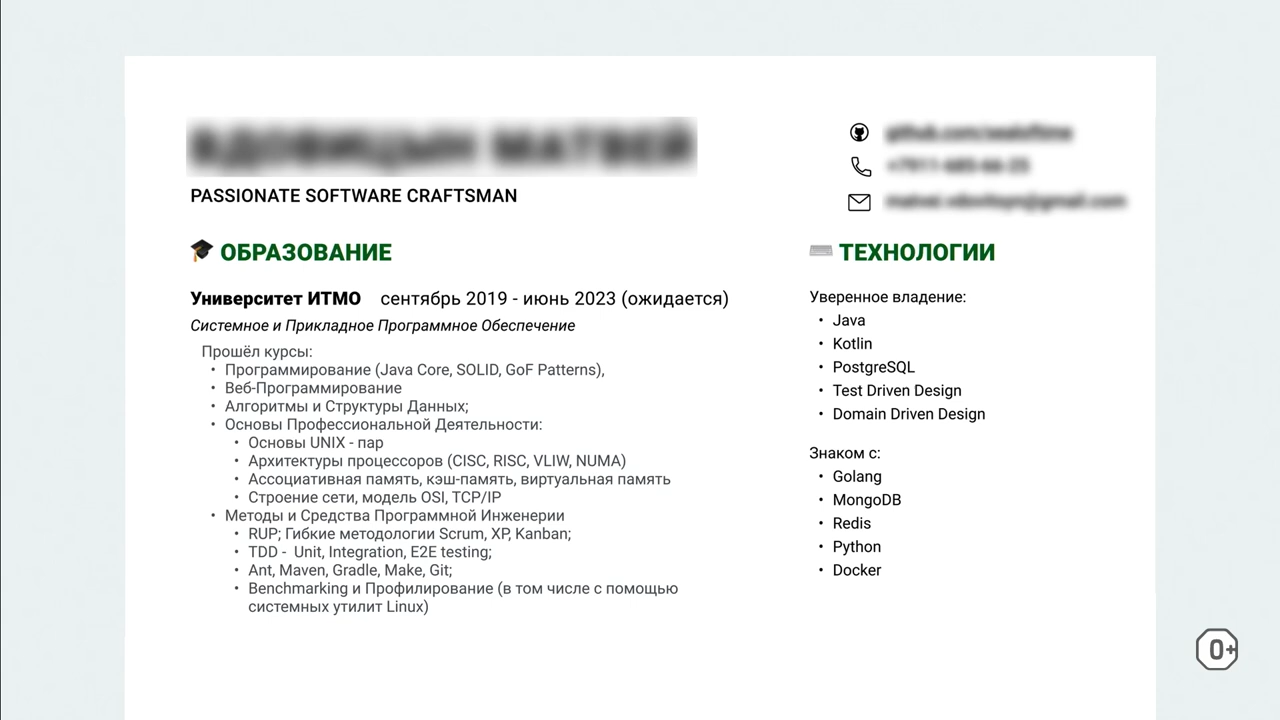 PASSIONATE SOFTWARE CRAFTSMAN
ОБРАЗОВАНИЕ
Университет ИТМО сентябрь 2019 - июнь 2023 (ожидается)
Системное и Прикладное Программное Обеспечение
Прошёл курсы:
• Программирование (Java Core, SOLID, GoF Patterns),
• Веб-Программирование
• Алгоритмы и Структуры Данных;
• Основы Профессиональной Деятельности:
• Основы UNIX - пар
• Архитектуры процессоров (CISC, RISC, VLIW, NUMA)
• Ассоциативная память, кэш-память, виртуальная память
• Строение сети, модель OSI, TCP/IP
• Методы и Средства Программной Инженерии
• RUP; Гибкие методологии Scrum, XP, Kanban;
• TDD - Unit, Integration, E2E testing;
• Ant, Maven, Gradle, Make, Git;
• Benchmarking и Профилирование (в том числе с помощью
системных утилит Linux)
ТЕХНОЛОГИИ
Уверенное владение:
• Java
• Kotlin
• PostgreSQL
• Test Driven Design
• Domain Driven Design
Знаком с:
• Golang
• MongoDB
• Redis
• Python
• Docker
0+